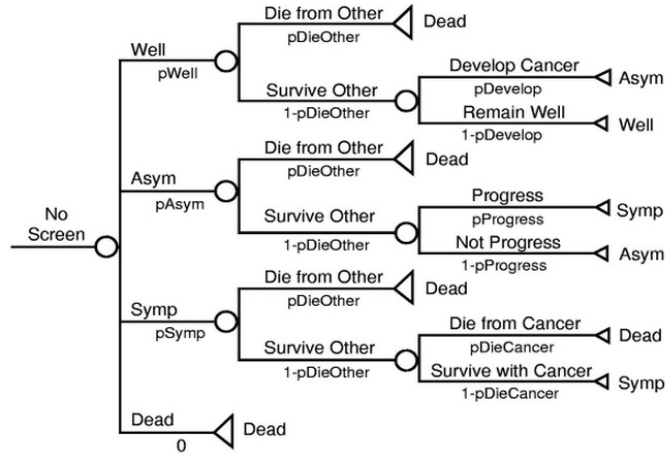 Die from Other
Dead
pDieOther
Well
pWell
Develop Cancer
Asym
pDevelop
Survive Other
1-pDieOther
Remain Well
Well
1-pDevelop
Die from Other
Dead
pDieOther
Asym
pAsym
Progress
Symp
pProgress
Survive Other
1-pDieOther
Not Progress
Asym
1-pProgress
No
Screen
Die from Other
Dead
pDieOther
Symp
pSymp
Die from Cancer
Dead
pDieCancer
Survive Other
1-pDieOther
Survive with Cancer
Symp
1-pDieCancer
Dead
Dead
0